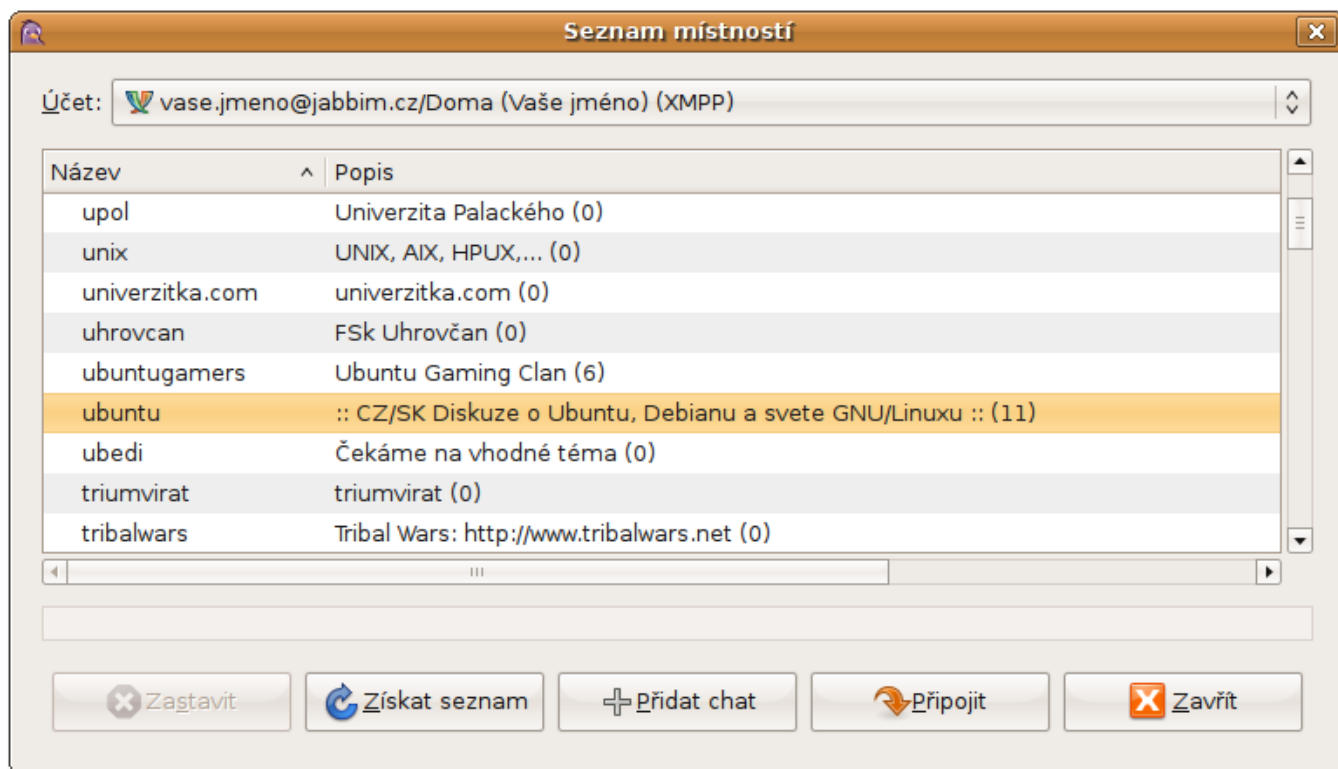 Seznam místností
Účet: vase.jmeno@jabbim.cz/Doma (Vaše jméno) (XMPP)
Název Popis
upol Univerzita Palackého (0)
unix UNIX, AIX, HPUX,... (0)
univerzitka.com univerzitka.com (0)
uhrovcan FSk Uhrovčan (0)
ubuntugamers Ubuntu Gaming Clan (6)
ubuntu :: CZ/SK Diskuze o Ubuntu, Debianu a svete GNU/Linuxu :: (11)
ubedi Čekáme na vhodné téma (0)
triumvirat triumvirat (0)
tribalwars Tribal Wars: http://www.tribalwars.net (0)
Zastavit Získat seznam Přidat chat Připojit Zavřít